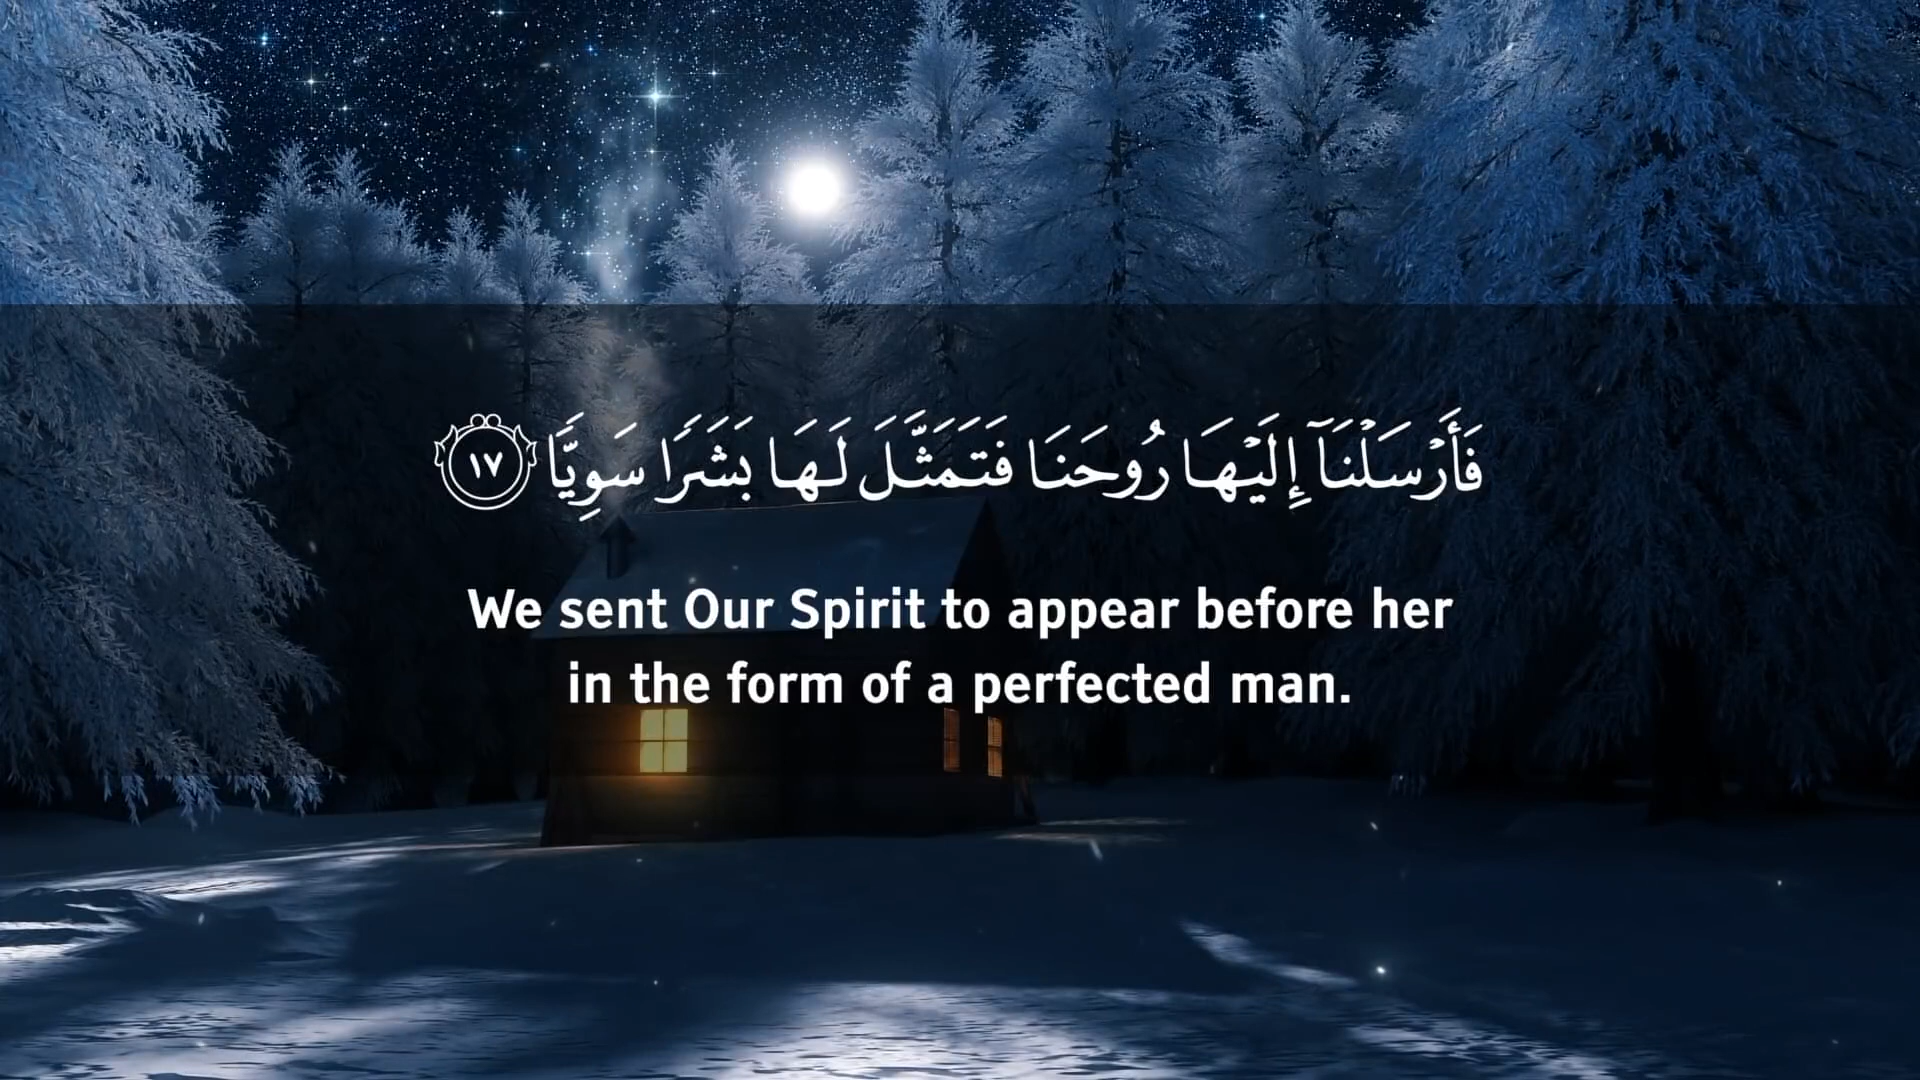 فَأَرْسَلْنَآ إِلَيْهَا رُوحَنَا فَتَمَثَّلَ لَهَا بَشَرًا سَوِيًّا ١٧
We sent Our Spirit to appear before her
in the form of a perfected man.